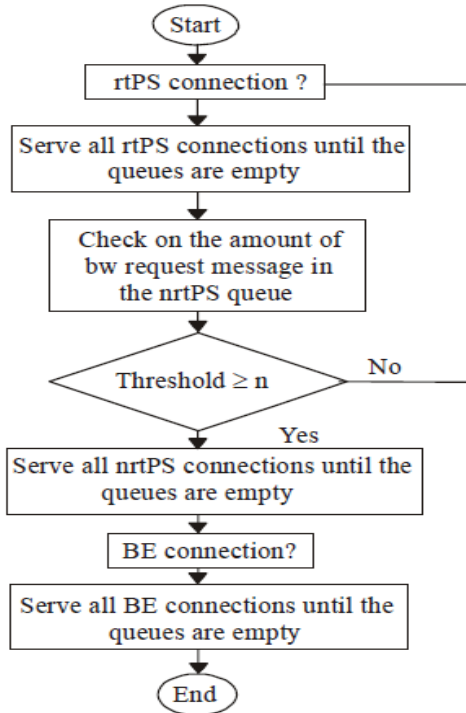 Start
rtPS connection ?
Serve all rtPS connections until the
queues are empty
Check on the amount of
bw request message in
the nrtPS queue
Threshold ≥ n
No
Yes
Serve all nrtPS connections until the
queues are empty
BE connection?
Serve all BE connections until the
queues are empty
End